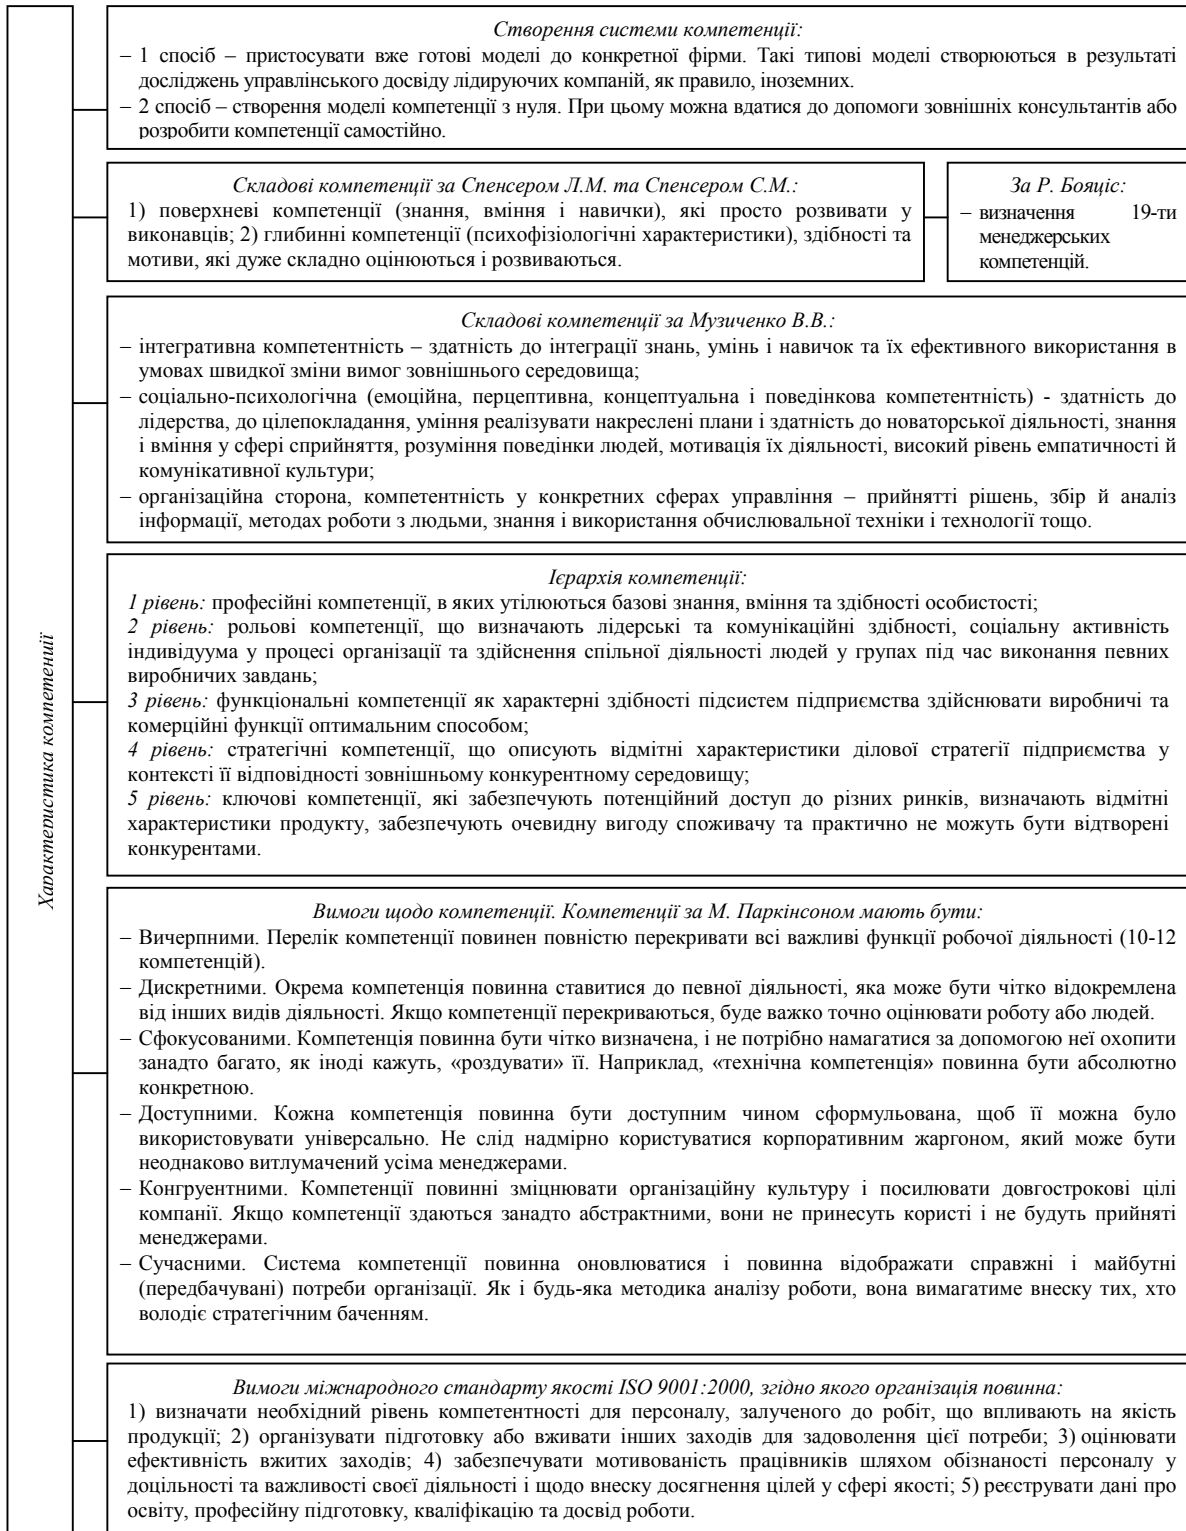 Створення системи компетенції:
– 1 спосіб – пристосувати вже готові моделі до конкретної фірми. Такі типові моделі створюються в результаті
досліджень управлінського досвіду лідируючих компаній, як правило, іноземних.
– 2 спосіб – створення моделі компетенції з нуля. При цьому можна вдатися до допомоги зовнішніх консультантів або
розробити компетенції самостійно.
Складові компетенції за Спенсером Л.М. та Спенсером С.М.:
1) поверхневі компетенції (знання, вміння і навички), які просто розвивати у
виконавців; 2) глибинні компетенції (психофізіологічні характеристики), здібності та
мотиви, які дуже складно оцінюються і розвиваються.
За Р. Бояціс:
– визначення 19-ти
менеджерських
компетенцій.
Складові компетенції за Музиченко В.В.:
– інтегративна компетентність – здатність до інтеграції знань, умінь і навичок та їх ефективного використання в
умовах швидкої зміни вимог зовнішнього середовища;
– соціально-психологічна (емоційна, перцептивна, концептуальна і поведінкова компетентність) - здатність до
лідерства, до цілепокладання, уміння реалізувати накреслені плани і здатність до новаторської діяльності, знання
і вміння у сфері сприйняття, розуміння поведінки людей, мотивація їх діяльності, високий рівень емпатичності й
комунікативної культури;
– організаційна сторона, компетентність у конкретних сферах управління – прийнятті рішень, збір й аналіз
інформації, методах роботи з людьми, знання і використання обчислювальної техніки і технології тощо.
Ієрархія компетенції:
1 рівень: професійні компетенції, в яких утілюються базові знання, вміння та здібності особистості;
2 рівень: рольові компетенції, що визначають лідерські та комунікаційні здібності, соціальну активність
індивідуума у процесі організації та здійснення спільної діяльності людей у групах під час виконання певних
виробничих завдань;
3 рівень: функціональні компетенції як характерні здібності підсистем підприємства здійснювати виробничі та
комерційні функції оптимальним способом;
4 рівень: стратегічні компетенції, що описують відмітні характеристики ділової стратегії підприємства у
контексті її відповідності зовнішньому конкурентному середовищу;
5 рівень: ключові компетенції, які забезпечують потенційний доступ до різних ринків, визначають відмітні
характеристики продукту, забезпечують очевидну вигоду споживачу та практично не можуть бути відтворені
конкурентами.
Характеристика компетенції
Вимоги щодо компетенції. Компетенції за М. Паркінсоном мають бути:
– Вичерпними. Перелік компетенції повинен повністю перекривати всі важливі функції робочої діяльності (10-12
компетенцій).
– Дискретними. Окрема компетенція повинна ставитися до певної діяльності, яка може бути чітко відокремлена
від інших видів діяльності. Якщо компетенції перекриваються, буде важко точно оцінювати роботу або людей.
– Сфокусованими. Компетенція повинна бути чітко визначена, і не потрібно намагатися за допомогою неї охопити
занадто багато, як іноді кажуть, «роздувати» її. Наприклад, «технічна компетенція» повинна бути абсолютно
конкретною.
– Доступними. Кожна компетенція повинна бути доступним чином сформульована, щоб її можна було
використовувати універсально. Не слід надмірно користуватися корпоративним жаргоном, який може бути
неоднаково витлумачений усіма менеджерами.
– Конгруентними. Компетенції повинні зміцнювати організаційну культуру і посилювати довгострокові цілі
компанії. Якщо компетенції здаються занадто абстрактними, вони не принесуть користі і не будуть прийняті
менеджерами.
– Сучасними. Система компетенції повинна оновлюватися і повинна відображати справжні і майбутні
(передбачувані) потреби організації. Як і будь-яка методика аналізу роботи, вона вимагатиме внеску тих, хто
володіє стратегічним баченням.
Вимоги міжнародного стандарту якості ISO 9001:2000, згідно якого організація повинна:
1) визначати необхідний рівень компетентності для персоналу, залученого до робіт, що впливають на якість
продукції; 2) організувати підготовку або вживати інших заходів для задоволення цієї потреби; 3) оцінювати
ефективність вжитих заходів; 4) забезпечувати мотивованість працівників шляхом обізнаності персоналу у
доцільності та важливості своєї діяльності і щодо внеску досягнення цілей у сфері якості; 5) реєструвати дані про
освіту, професійну підготовку, кваліфікацію та досвід роботи.